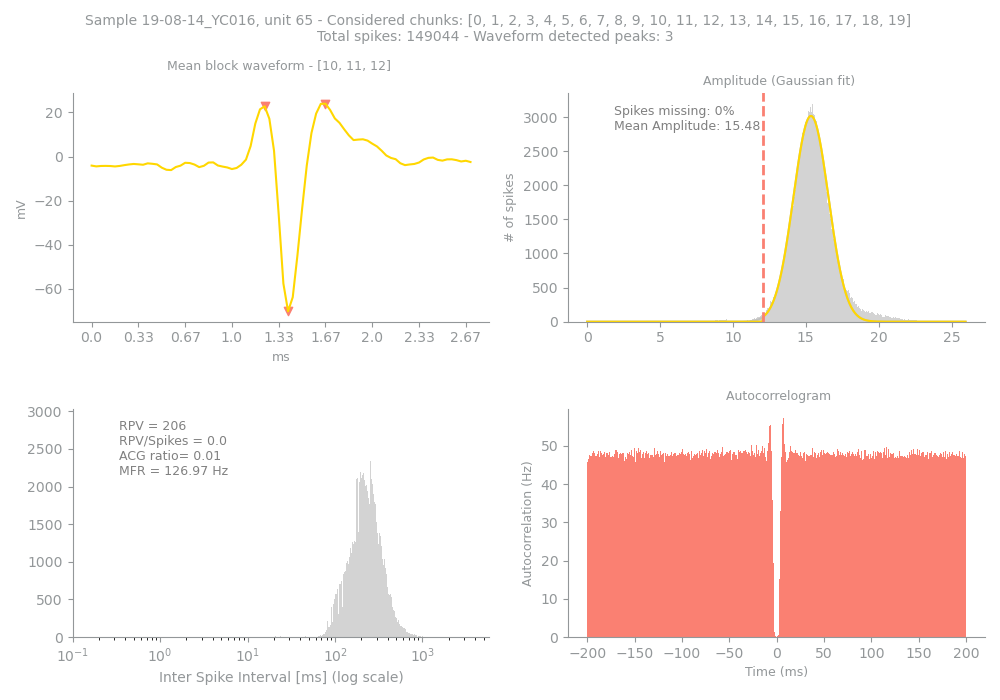 Sample 19-08-14_YC016, unit 65 - Considered chunks: [0, 1, 2, 3, 4, 5, 6, 7, 8, 9, 10, 11, 12, 13, 14, 15, 16, 17, 18, 19]
Total spikes: 149044 - Waveform detected peaks: 3
Mean block waveform - [10, 11, 12]
20
0
−20
−40
−60
mV
0.0 0.33 0.67 1.0 1.33 1.67 2.0 2.33 2.67
ms
Amplitude (Gaussian fit)
Spikes missing: 0%
Mean Amplitude: 15.48
3000
2500
2000
1500
1000
500
0
# of spikes
0 5 10 15 20 25
3000
2500
2000
1500
1000
500
0
RPV = 206
RPV/Spikes = 0.0
ACG ratio= 0.01
MFR = 126.97 Hz
10⁻¹ 10⁰ 10¹ 10² 10³
Inter Spike Interval [ms] (log scale)
Autocorrelogram
50
40
30
20
10
0
Autocorrelation (Hz)
−200 −150 −100 −50 0 50 100 150 200
Time (ms)